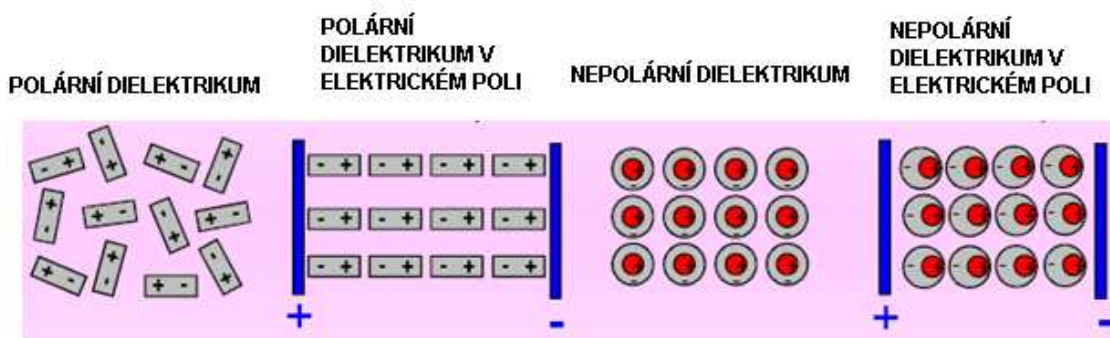 POLÁRNÍ DIELEKTRIKUM
POLÁRNÍ
DIELEKTRIKUM V
ELEKTRICKÉM POLI
NEPOLÁRNÍ DIELEKTRIKUM
NEPOLÁRNÍ
DIELEKTRIKUM V
ELEKTRICKÉM POLI
- +
- +
- +
+ -
+ -
+ -
- +
+ -
+ -
+ -
+ -
+ -
- + - + - + - +
- + - + - + - +
- + - + - + - +
+ -
+ -